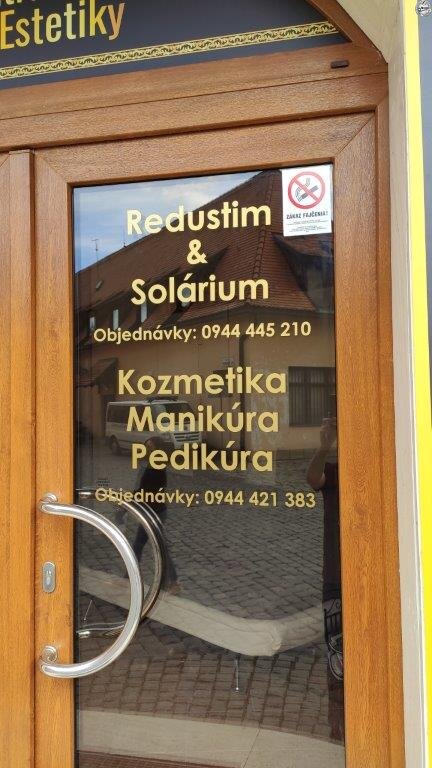 Estetiky
ZÁKAZ FAJČENIA!
Redustim
&
Solárium
Objednávky: 0944 445 210
Kozmetika
Manikúra
Pedikúra
Objednávky: 0944 421 383